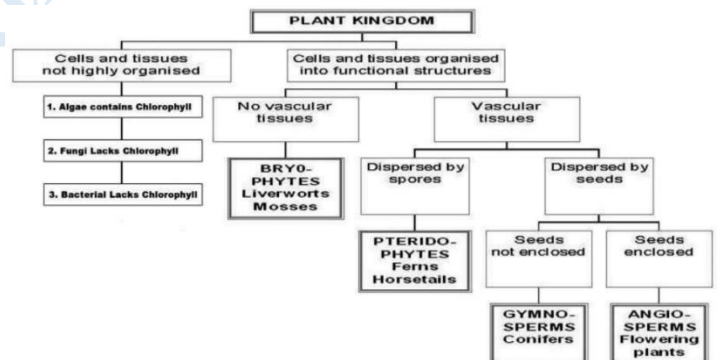 PLANT KINGDOM
Cells and tissues
not highly organised
Cells and tissues organised
into functional structures
1. Algae contains Chlorophyll
2. Fungi Lacks Chlorophyll
3. Bacterial Lacks Chlorophyll
No vascular
tissues
Vascular
tissues
BRYO-
PHYTES
Liverworts
Mosses
Dispersed by
spores
Dispersed by
seeds
PTERIDO-
PHYTES
Ferns
Horsetails
Seeds
not enclosed
Seeds
enclosed
GYMNO-
SPERMS
Conifers
ANGIO-
SPERMS
Flowering
plants